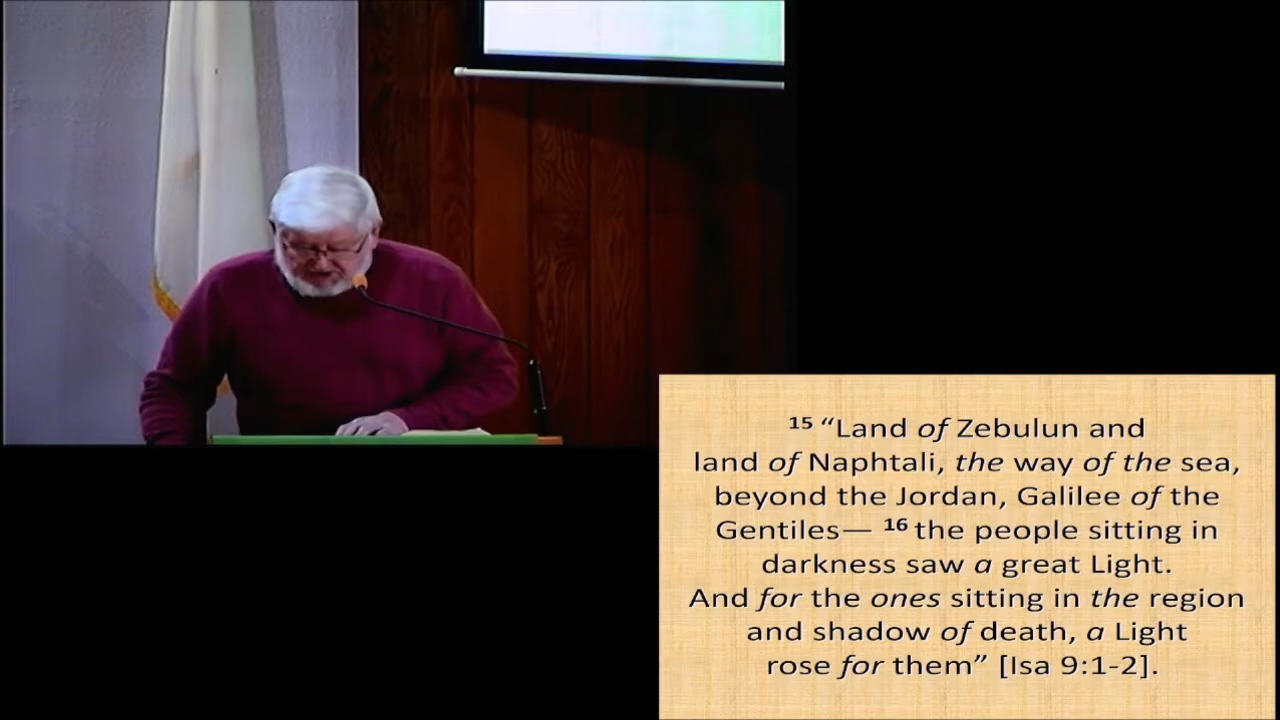 15 “Land of Zebulun and
land of Naphtali, the way of the sea,
beyond the Jordan, Galilee of the
Gentiles— 16 the people sitting in
darkness saw a great Light.
And for the ones sitting in the region
and shadow of death, a Light
rose for them” [Isa 9:1-2].